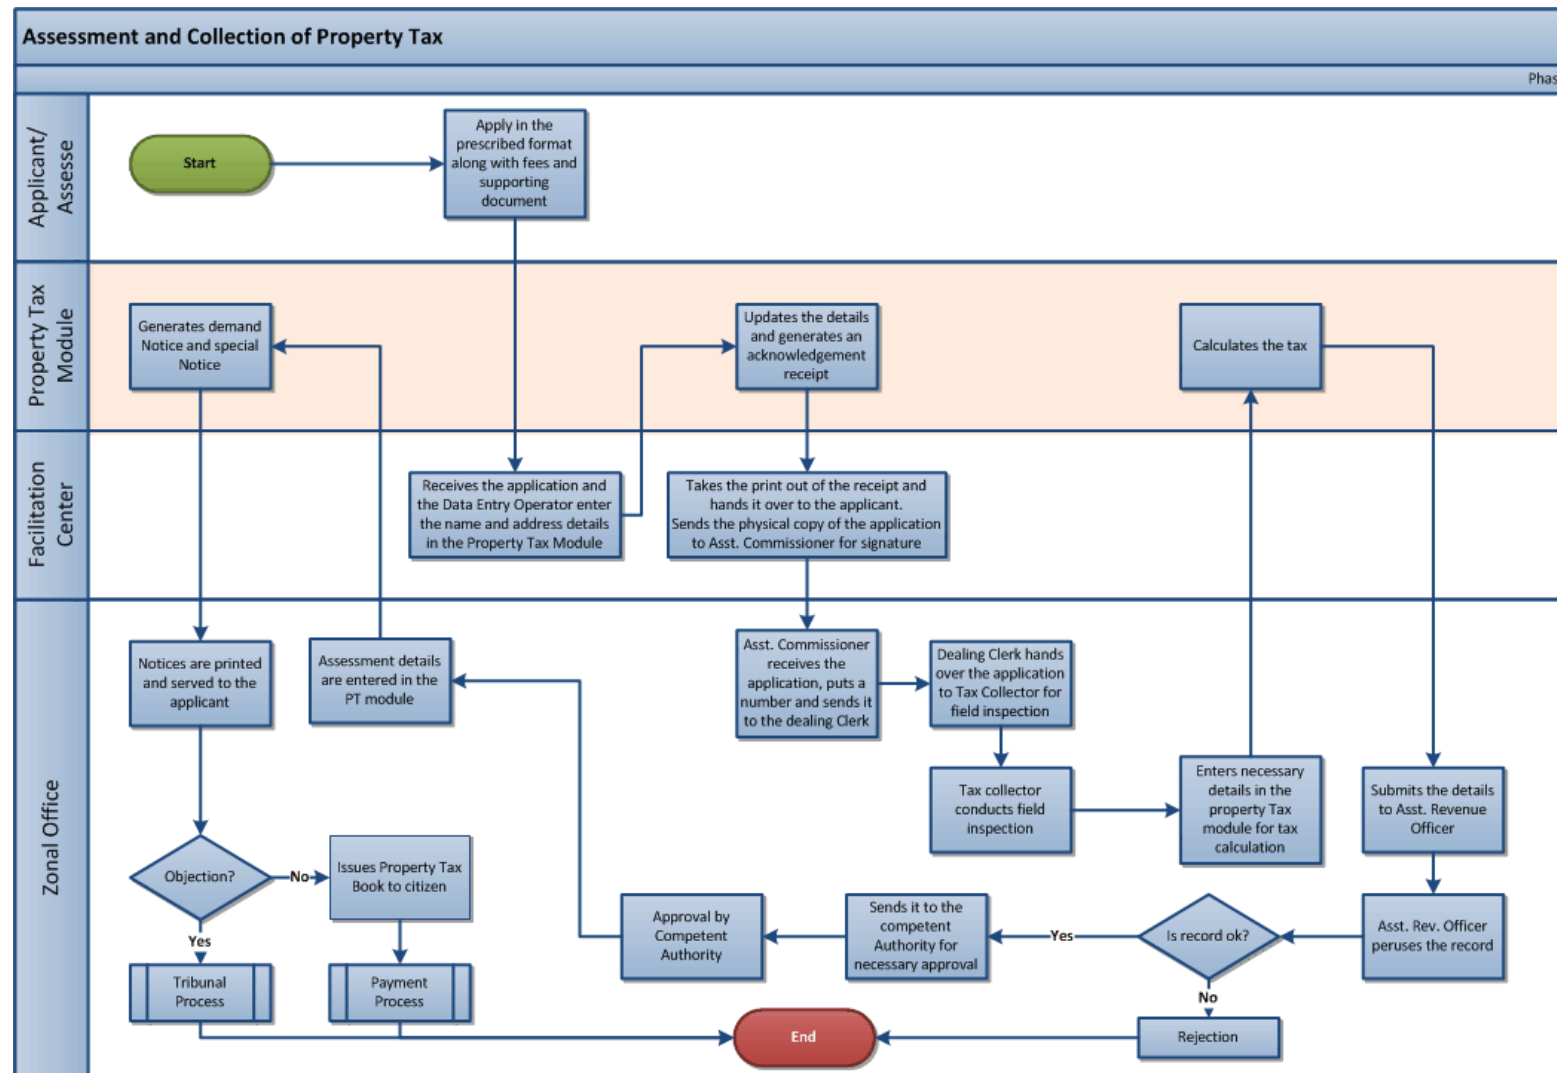 Assessment and Collection of Property Tax
Phas
Applicant/
Assesse
Start
Apply in the
prescribed format
along with fees and
supporting
document
Property Tax
Module
Generates demand
Notice and special
Notice
Updates the details
and generates an
acknowledgement
receipt
Calculates the tax
Facilitation
Center
Receives the application and
the Data Entry Operator enter
the name and address details
in the Property Tax Module
Takes the print out of the receipt and
hands it over to the applicant.
Sends the physical copy of the application
to Asst. Commissioner for signature
Zonal Office
Notices are printed
and served to the
applicant
Assessment details
are entered in the
PT module
Asst. Commissioner
receives the
application, puts a
number and sends it
to the dealing Clerk
Dealing Clerk hands
over the application
to Tax Collector for
field inspection
Tax collector
conducts field
inspection
Enters necessary
details in the
property Tax
module for tax
calculation
Submits the details
to Asst. Revenue
Officer
Objection?
No
Issues Property Tax
Book to citizen
Approval by
Competent
Authority
Sends it to the
competent
Authority for
necessary approval
Yes
Is record ok?
Asst. Rev. Officer
peruses the record
Yes
Tribunal
Process
Payment
Process
No
End
Rejection